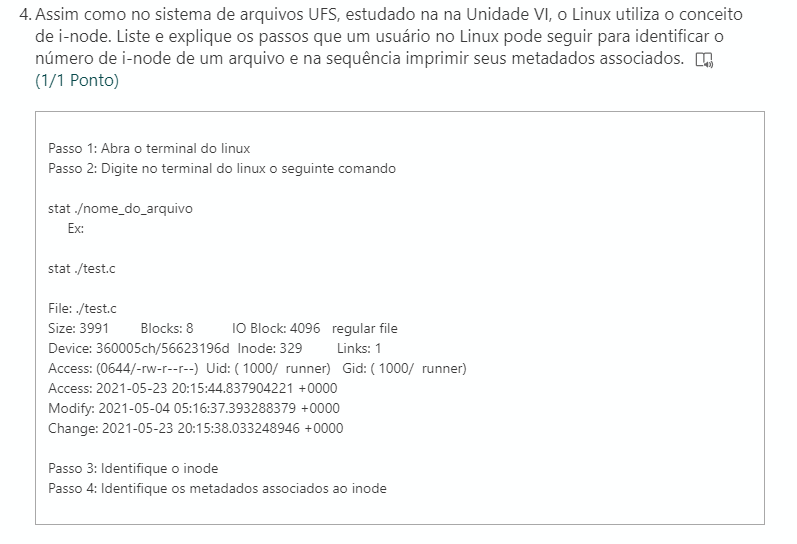 4. Assim como no sistema de arquivos UFS, estudado na na Unidade VI, o Linux utiliza o conceito
de i-node. Liste e explique os passos que um usuário no Linux pode seguir para identificar o
número de i-node de um arquivo e na sequência imprimir seus metadados associados.
(1/1 Ponto)
Passo 1: Abra o terminal do linux
Passo 2: Digite no terminal do linux o seguinte comando
stat ./nome_do_arquivo
Ex:
stat ./test.c
File: ./test.c
Size: 3991 Blocks: 8 IO Block: 4096 regular file
Device: 360005ch/56623196d Inode: 329 Links: 1
Access: (0644/-rw-r--r--) Uid: ( 1000/ runner) Gid: ( 1000/ runner)
Access: 2021-05-23 20:15:44.837904221 +0000
Modify: 2021-05-04 05:16:37.393288379 +0000
Change: 2021-05-23 20:15:38.033248946 +0000
Passo 3: Identifique o inode
Passo 4: Identifique os metadados associados ao inode